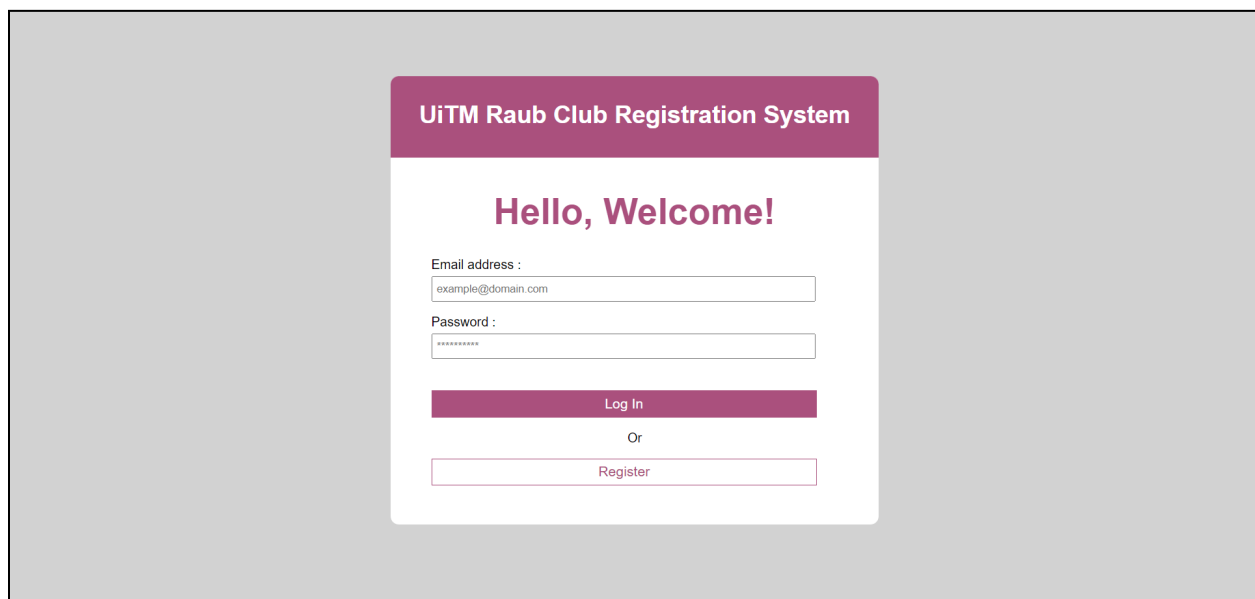 UiTM Raub Club Registration System
Hello, Welcome!
Email address :
example@domain.com
Password :
**********
Log In
Or
Register